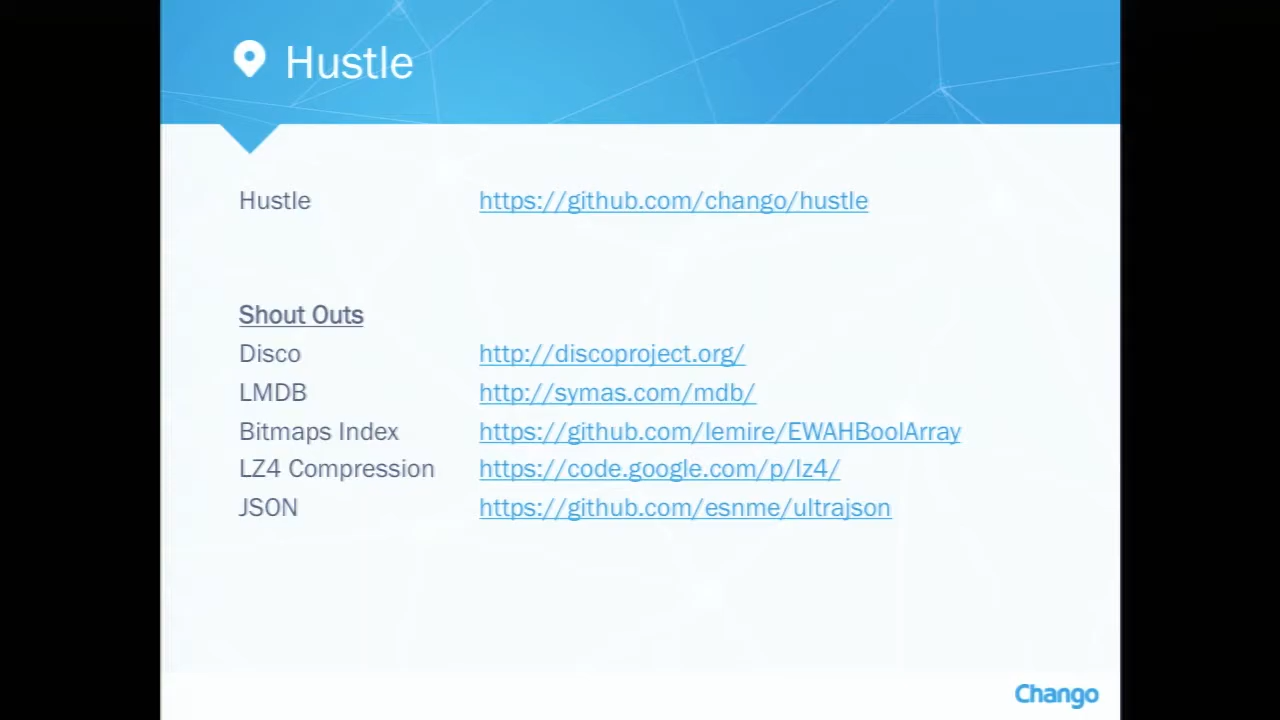 Hustle
Hustle https://github.com/chango/hustle
Shout Outs
Disco http://discoproject.org/
LMDB http://symas.com/mdb/
Bitmaps Index https://github.com/lemire/EWAHBoolArray
LZ4 Compression https://code.google.com/p/lz4/
JSON https://github.com/esnme/ultrajson
Chango